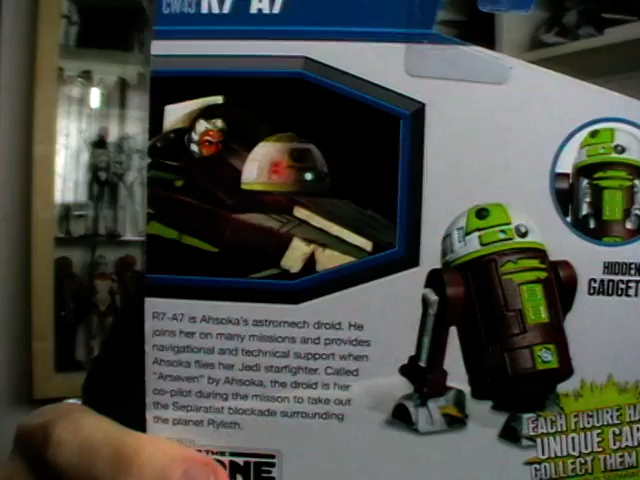 CW43 R7-A7
HIDDEN
GADGET
R7-A7 is Ahsoka's astromech droid. He
joins her on many missions and provides
navigational and technical support when
Ahsoka flies her Jedi starfighter. Called
"Arseven" by Ahsoka, the droid is her
co-pilot during the misson to take out
the Separatist blockade surrounding
the planet Ryloth.
EACH FIGURE HA
UNIQUE CAR
COLLECT THEM
THE
ONE